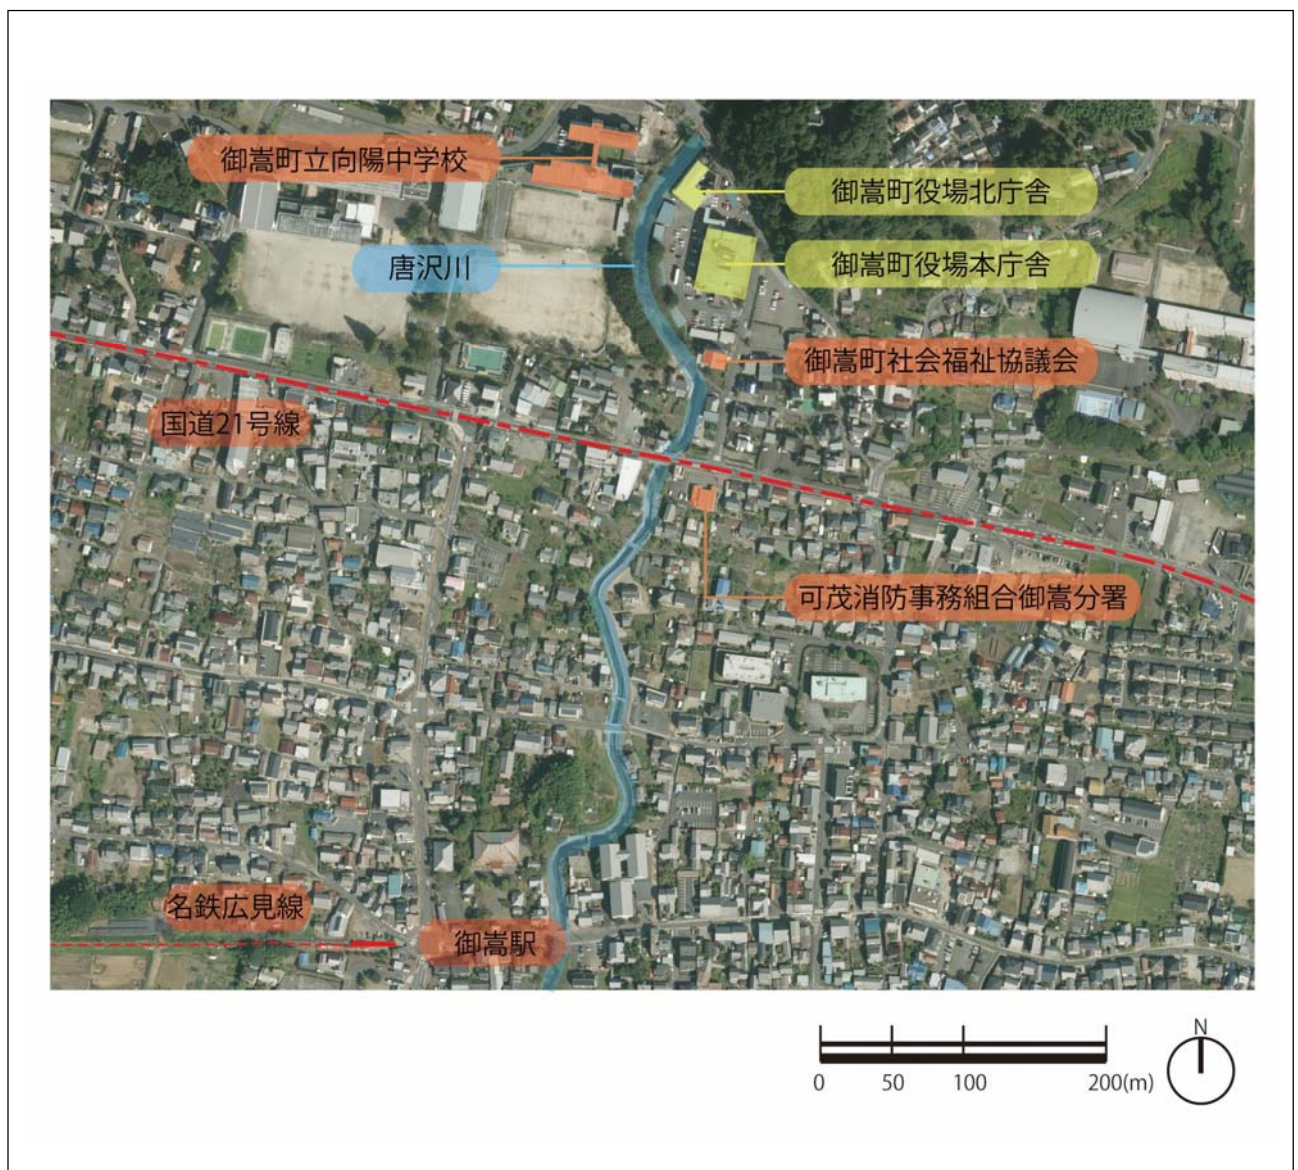 御嵩町立向陽中学校
御嵩町役場北庁舎
唐沢川
御嵩町役場本庁舎
御嵩町社会福祉協議会
国道21号線
可茂消防事務組合御嵩分署
名鉄広見線
御嵩駅
N
0 50 100 200(m)